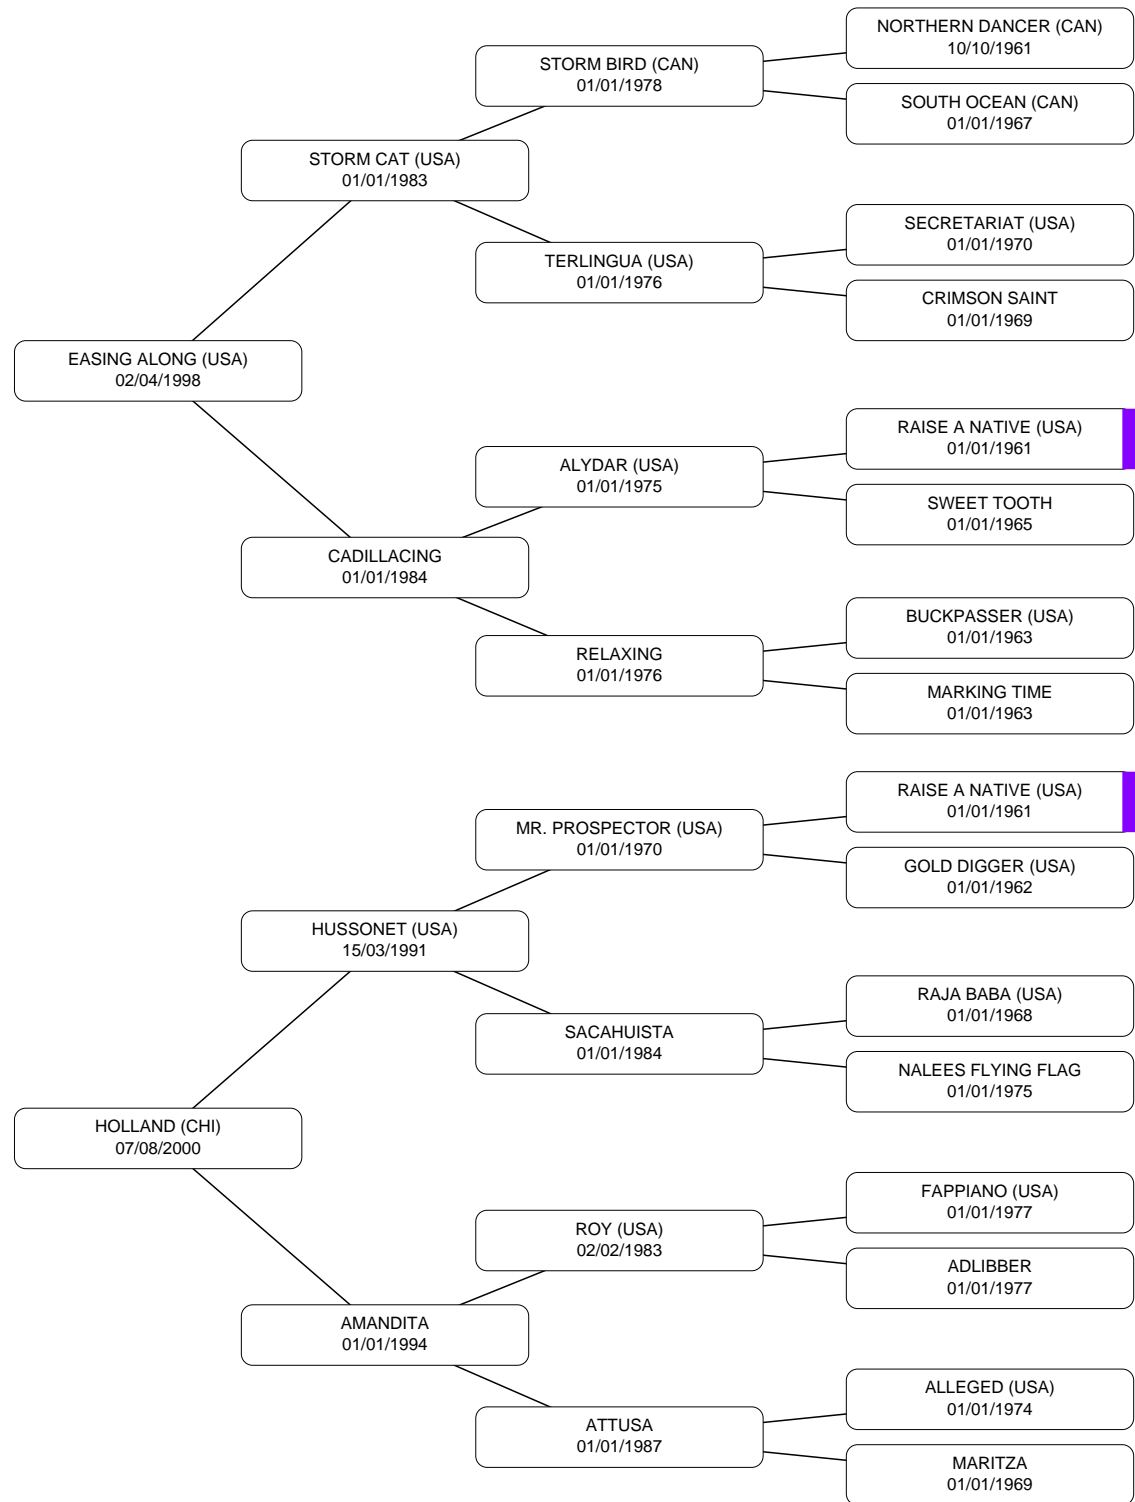 NORTHERN DANCER (CAN)
10/10/1961
STORM BIRD (CAN)
01/01/1978
SOUTH OCEAN (CAN)
01/01/1967
STORM CAT (USA)
01/01/1983
SECRETARIAT (USA)
01/01/1970
TERLINGUA (USA)
01/01/1976
CRIMSON SAINT
01/01/1969
EASING ALONG (USA)
02/04/1998
RAISE A NATIVE (USA)
01/01/1961
ALYDAR (USA)
01/01/1975
SWEET TOOTH
01/01/1965
CADILLACING
01/01/1984
BUCKPASSER (USA)
01/01/1963
RELAXING
01/01/1976
MARKING TIME
01/01/1963
RAISE A NATIVE (USA)
01/01/1961
MR. PROSPECTOR (USA)
01/01/1970
GOLD DIGGER (USA)
01/01/1962
HUSSONET (USA)
15/03/1991
RAJA BABA (USA)
01/01/1968
SACAHUISTA
01/01/1984
NALEES FLYING FLAG
01/01/1975
HOLLAND (CHI)
07/08/2000
FAPPIANO (USA)
01/01/1977
ROY (USA)
02/02/1983
ADLIBBER
01/01/1977
AMANDITA
01/01/1994
ALLEGED (USA)
01/01/1974
ATTUSA
01/01/1987
MARITZA
01/01/1969